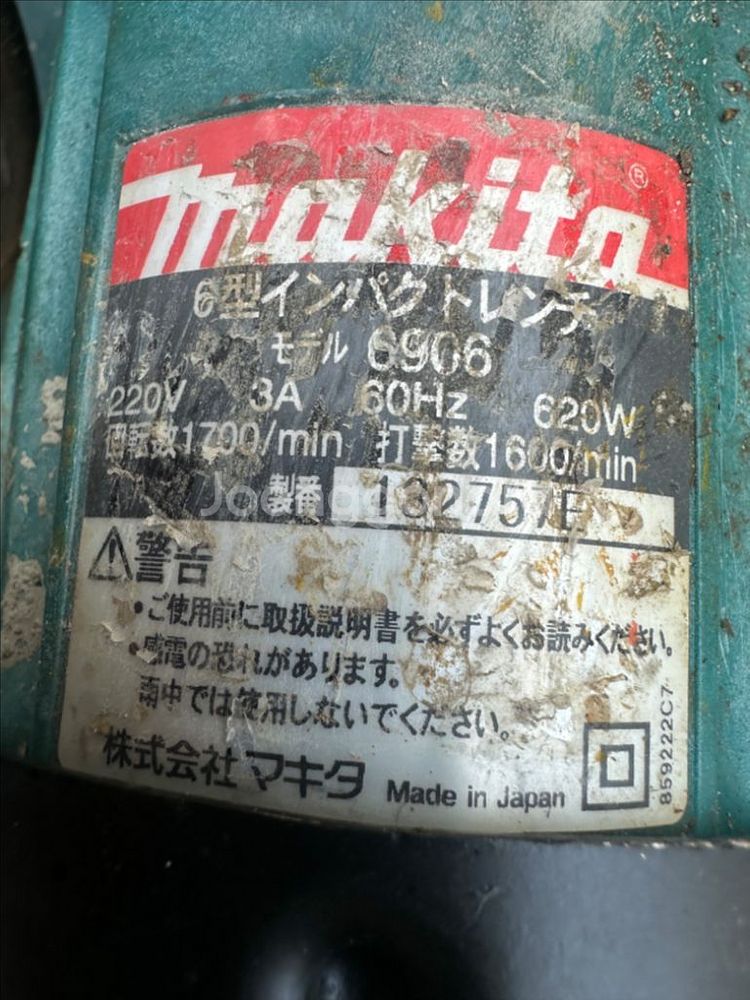 makita®
6型インパクトレンチ
モデル 6906
220V 3A 60Hz 620W
回転数1700/min 打撃数1600/min
製番 132757E
⚠警告
•ご使用前に取扱説明書を必ずよくお読みください。
•感電の恐れがあります。
雨中では使用しないでください。
株式会社マキタ Made in Japan
859222C7